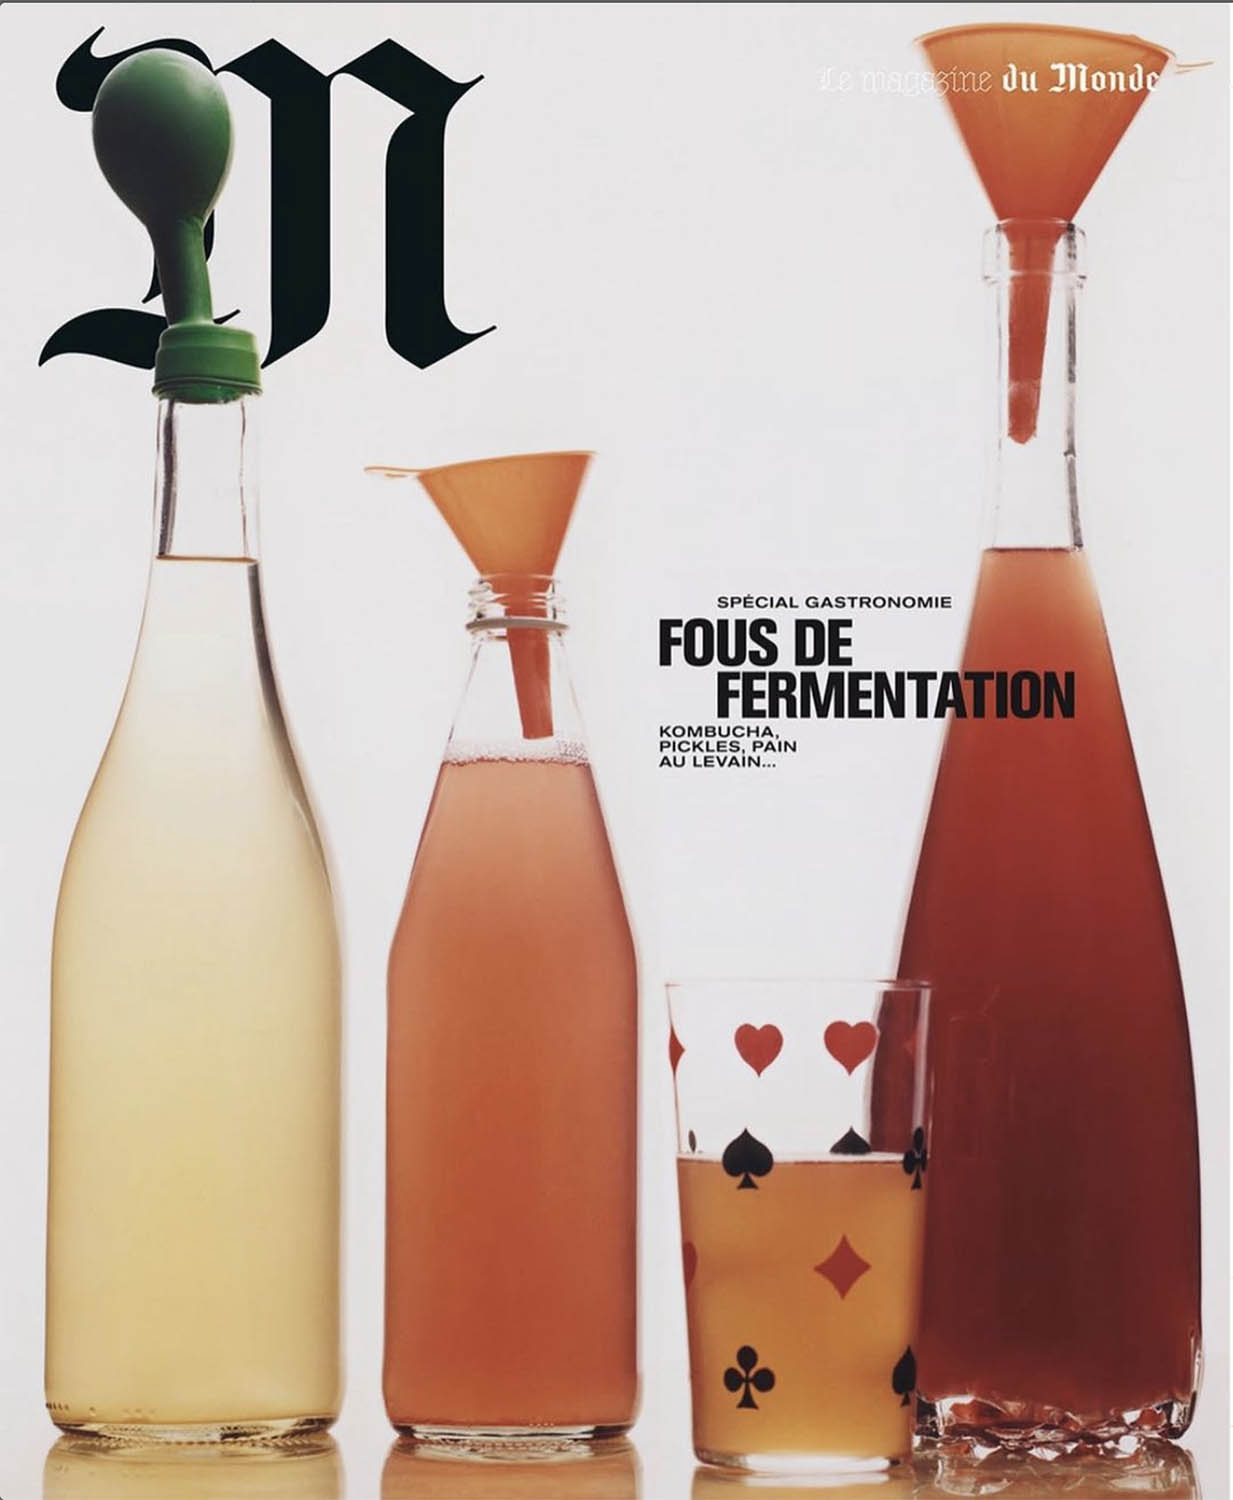 M
Le magazine du Monde
SPÉCIAL GASTRONOMIE
FOUS DE
FERMENTATION
KOMBUCHA,
PICKLES, PAIN
AU LEVAIN...